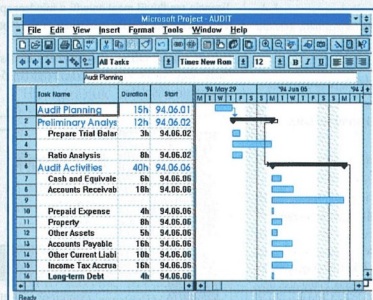 Microsoft Project - AUDIT
File Edit View Insert Format Tools Window Help
All Tasks Times New Rom 12 B I U
Audit Planning
Task Name Duration Start '94 May 29 '94 Jun 05 '94 J
M T W T F S S M T W T F S S M T
1 Audit Planning 15h 94.06.01
2 Preliminary Analys 12h 94.06.02
3 Prepare Trial Balar 3h 94.06.02
4
5 Ratio Analysis 8h 94.06.02
6 Audit Activities 40h 94.06.06
7 Cash and Equivale 6h 94.06.06
8 Accounts Receivab 18h 94.06.06
9
10 Prepaid Expense 4h 94.06.06
11 Property 8h 94.06.06
12 Other Assets 5h 94.06.06
13 Accounts Payable 16h 94.06.06
14 Other Current Liabi 10h 94.06.06
15 Income Tax Accrua 16h 94.06.06
16 Long-term Debt 4h 94.06.06
Ready